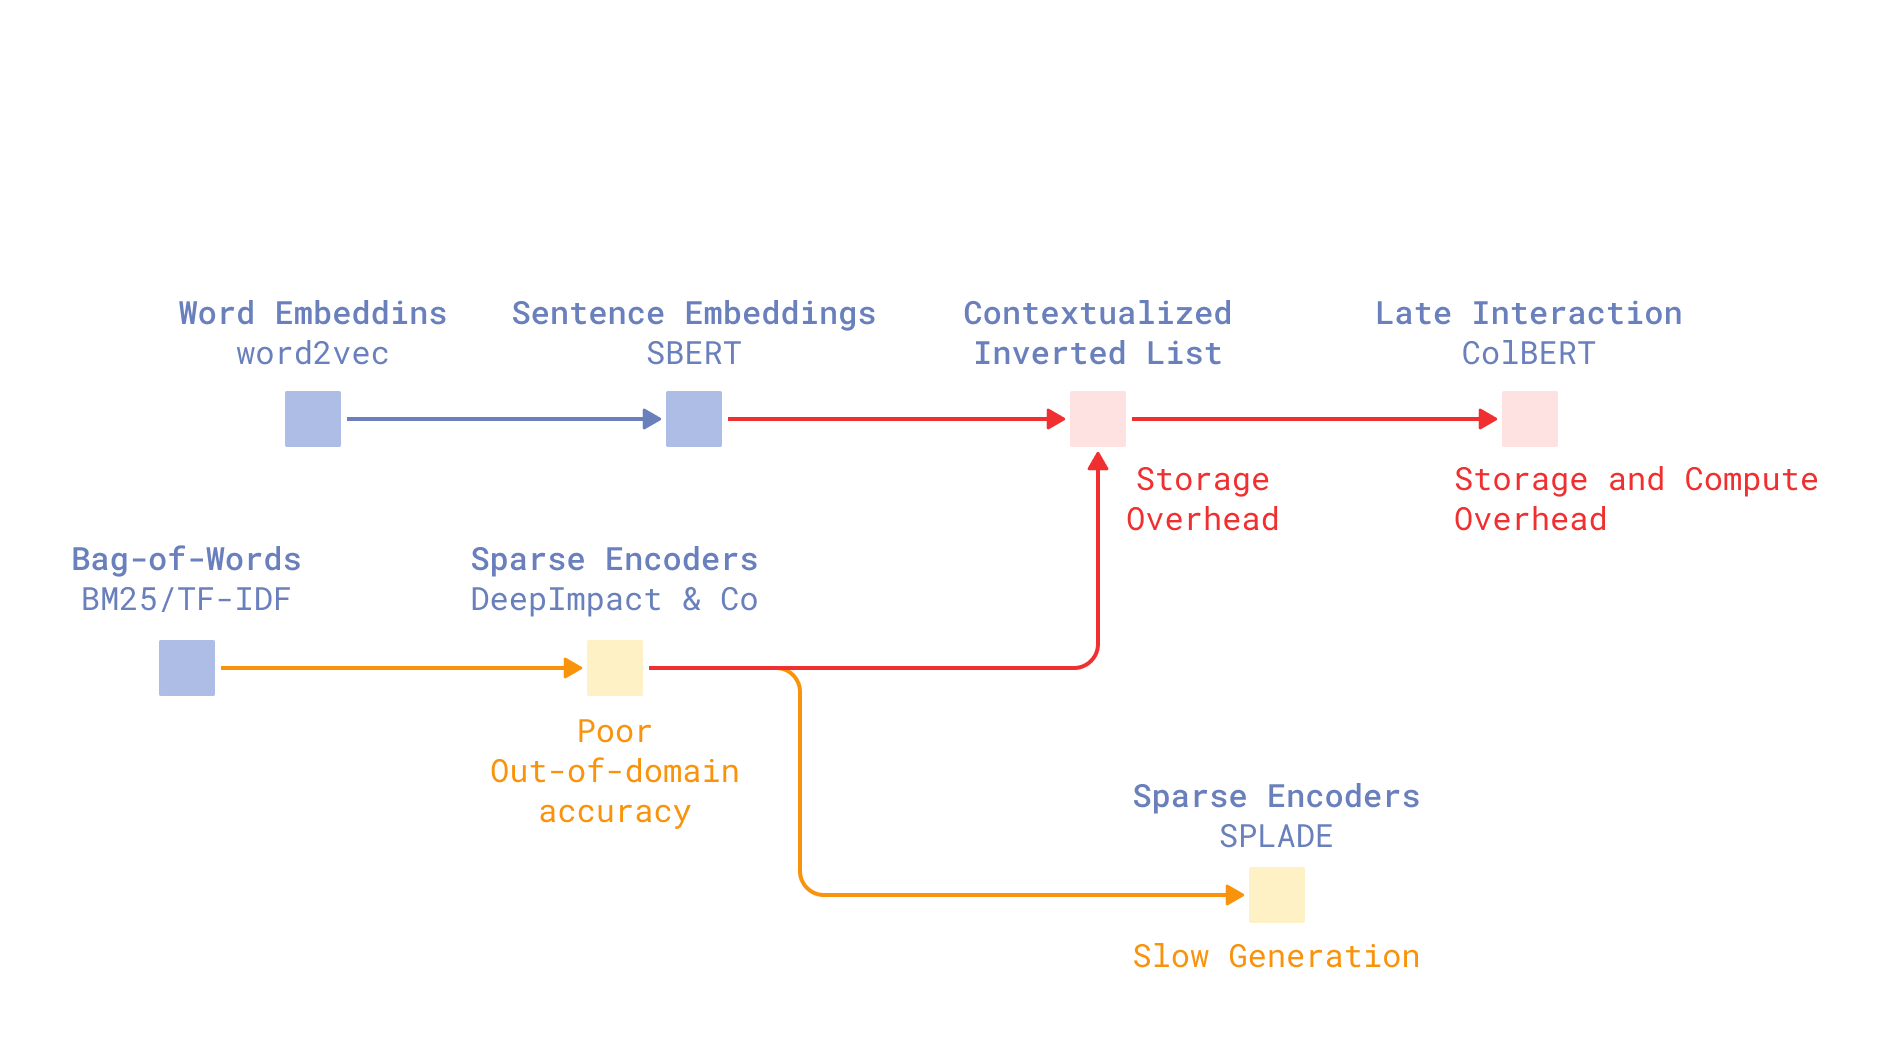 Word Embeddins
word2vec
Sentence Embeddings
SBERT
Contextualized
Inverted List
Late Interaction
ColBERT
Storage
Overhead
Storage and Compute
Overhead
Bag-of-Words
BM25/TF-IDF
Sparse Encoders
DeepImpact & Co
Poor
Out-of-domain
accuracy
Sparse Encoders
SPLADE
Slow Generation